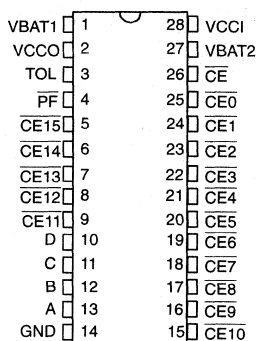 VBAT1 1 28 VCCI
VCCO 2 27 VBAT2
TOL 3 26 CE
PF 4 25 CE0
CE15 5 24 CE1
CE14 6 23 CE2
CE13 7 22 CE3
CE12 8 21 CE4
CE11 9 20 CE5
D 10 19 CE6
C 11 18 CE7
B 12 17 CE8
A 13 16 CE9
GND 14 15 CE10